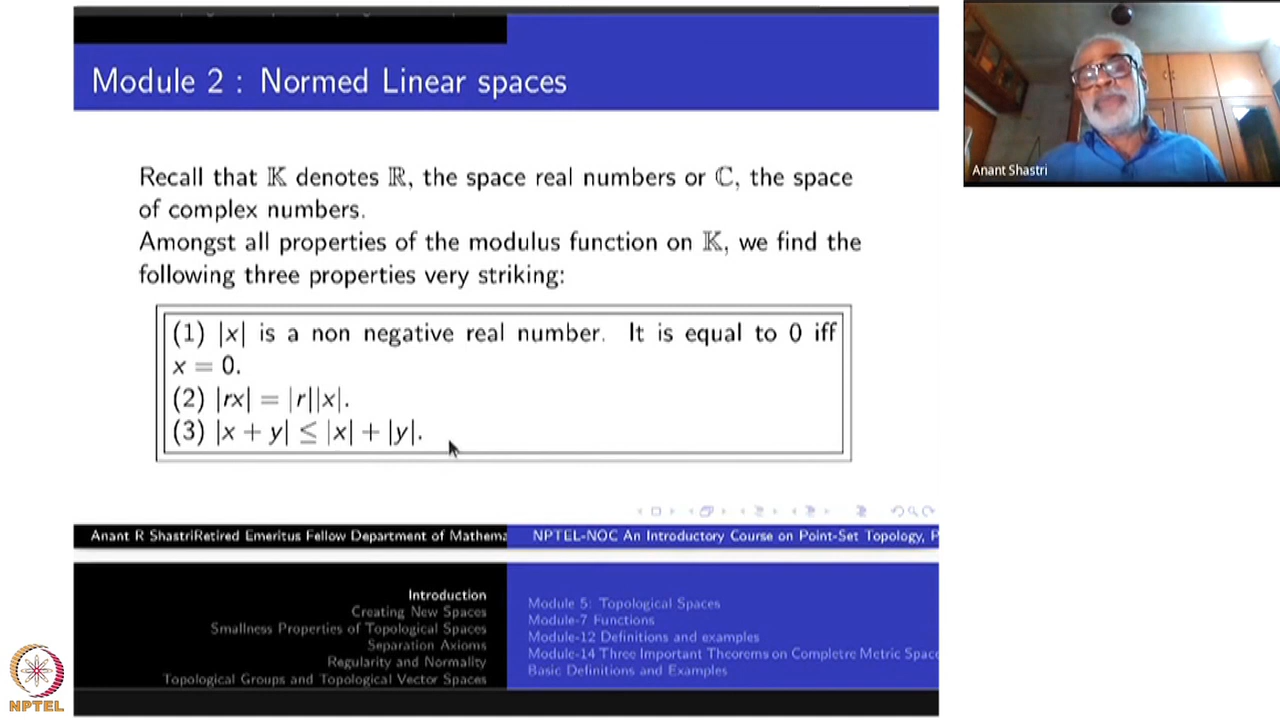 Module 2 : Normed Linear spaces
Anant Shastri
Recall that 𝕂 denotes ℝ, the space real numbers or ℂ, the space
of complex numbers.
Amongst all properties of the modulus function on 𝕂, we find the
following three properties very striking:
(1) |x| is a non negative real number. It is equal to 0 iff
x = 0.
(2) |rx| = |r||x|.
(3) |x + y| ≤ |x| + |y|.
Anant R ShastriRetired Emeritus Fellow Department of Mathema
NPTEL-NOC An Introductory Course on Point-Set Topology, P
Introduction
Creating New Spaces
Smallness Properties of Topological Spaces
Separation Axioms
Regularity and Normality
Topological Groups and Topological Vector Spaces
Module 5: Topological Spaces
Module-7 Functions
Module-12 Definitions and examples
Module-14 Three Important Theorems on Completre Metric Space
Basic Definitions and Examples
NPTEL